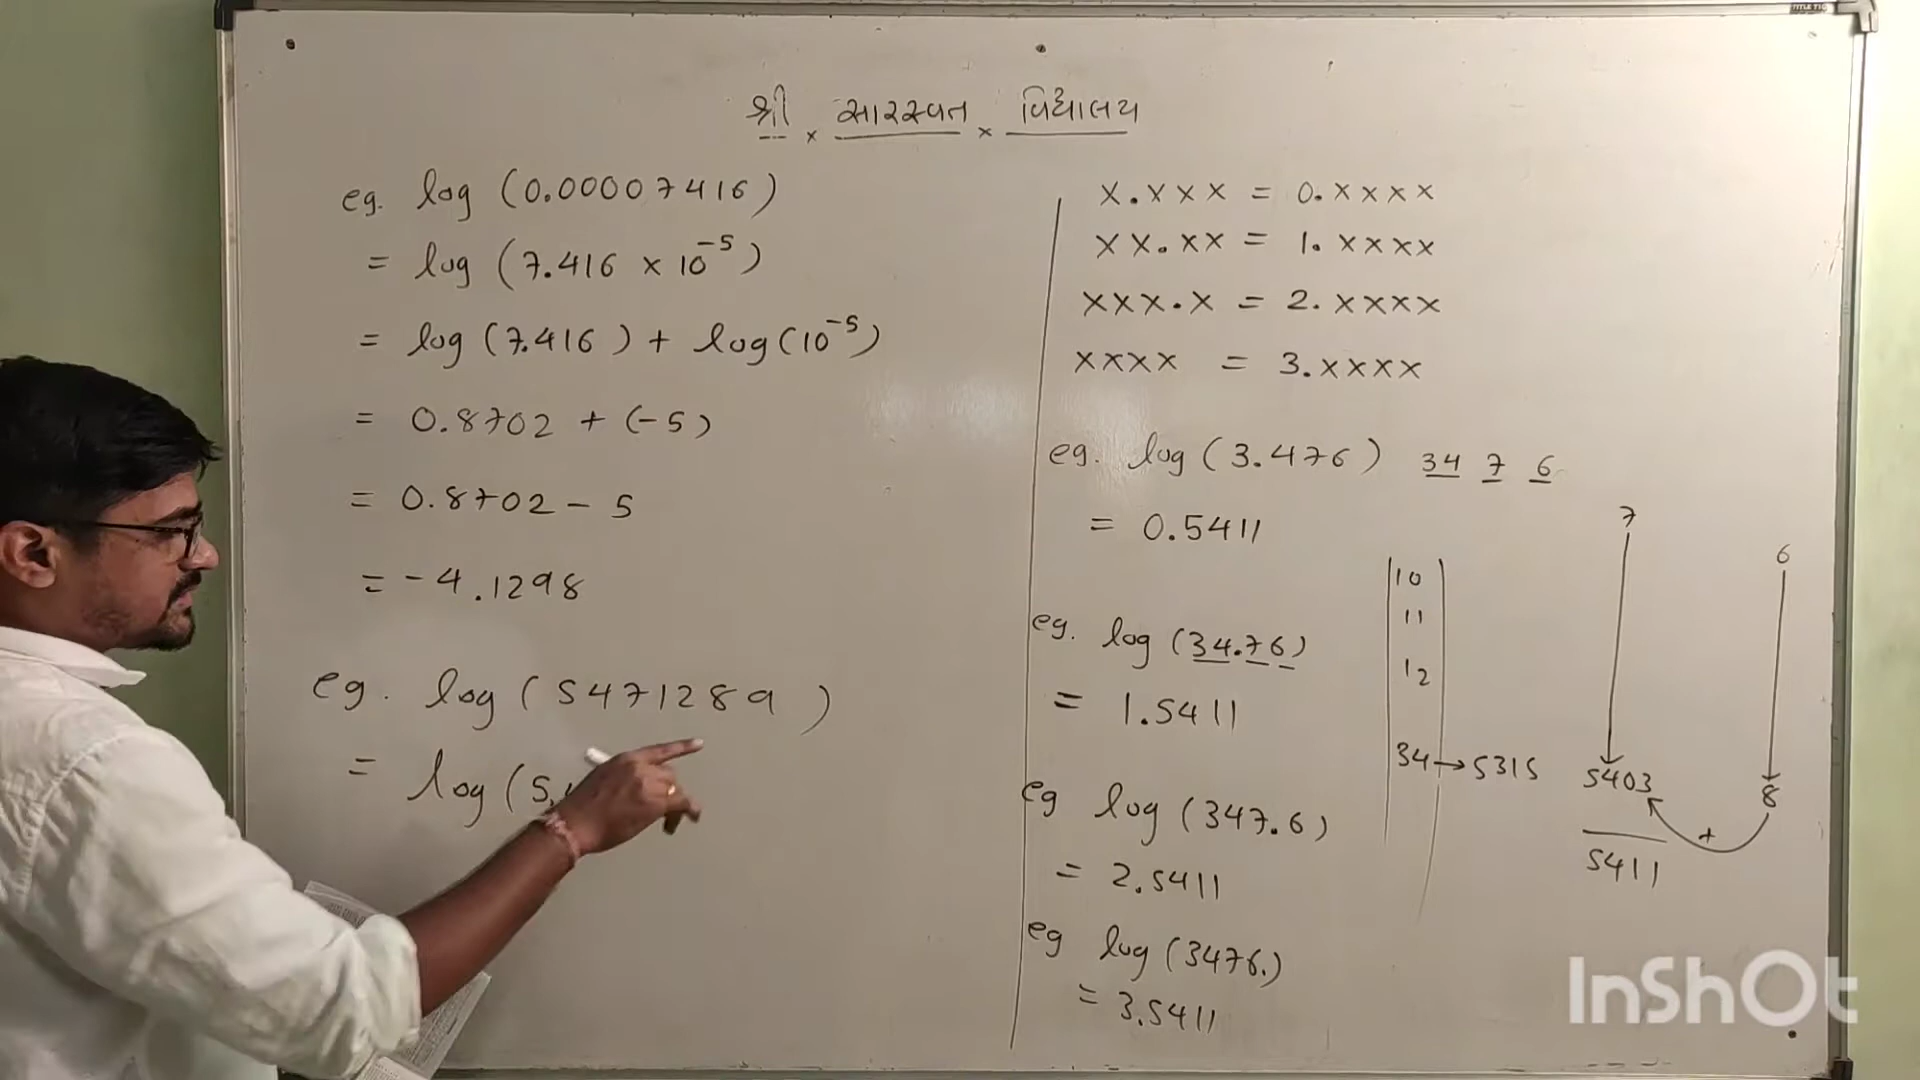 શ્રી × સારસ્વત × વિદ્યાલય
eg. log (0.00007416)
= log (7.416 × 10⁻⁵)
= log (7.416) + log (10⁻⁵)
= 0.8702 + (-5)
= 0.8702 - 5
= -4.1298
eg. log (5471289)
= log (5.
x.xxx = 0.xxxx
xx.xx = 1.xxxx
xxx.x = 2.xxxx
xxxx = 3.xxxx
eg. log (3.476) 34 7 6
= 0.5411
eg. log (34.76)
= 1.5411
eg log (347.6)
= 2.5411
eg log (3476.)
= 3.5411
10
11
12
34 → 5315
7
5403
6
8
+
5411
InShOt